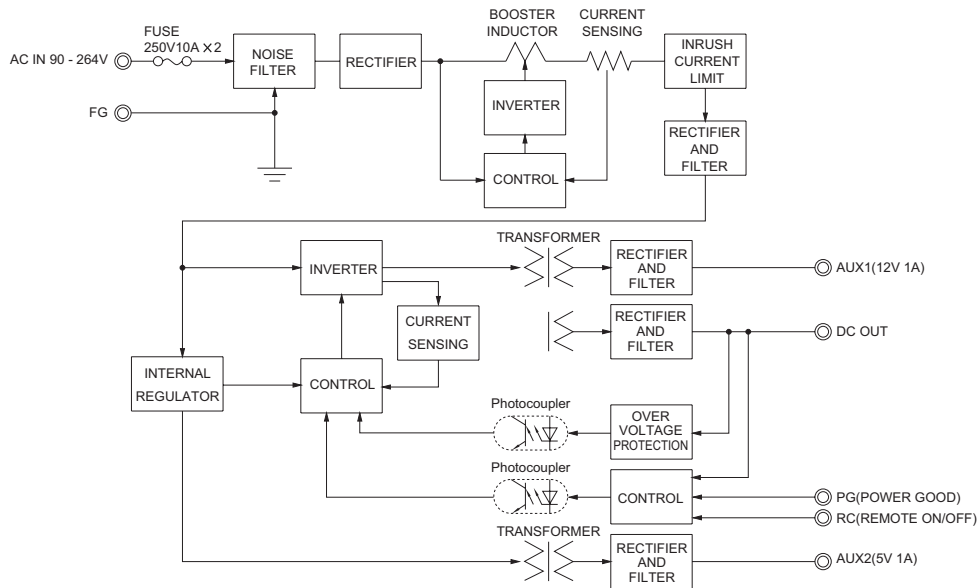 FUSE
250V10A ×2
BOOSTER
INDUCTOR
CURRENT
SENSING
AC IN 90 - 264V
NOISE
FILTER
RECTIFIER
INRUSH
CURRENT
LIMIT
FG
INVERTER
RECTIFIER
AND
FILTER
CONTROL
TRANSFORMER
INVERTER
RECTIFIER
AND
FILTER
AUX1(12V 1A)
CURRENT
SENSING
RECTIFIER
AND
FILTER
DC OUT
INTERNAL
REGULATOR
CONTROL
Photocoupler
OVER
VOLTAGE
PROTECTION
Photocoupler
CONTROL
PG(POWER GOOD)
RC(REMOTE ON/OFF)
TRANSFORMER
RECTIFIER
AND
FILTER
AUX2(5V 1A)